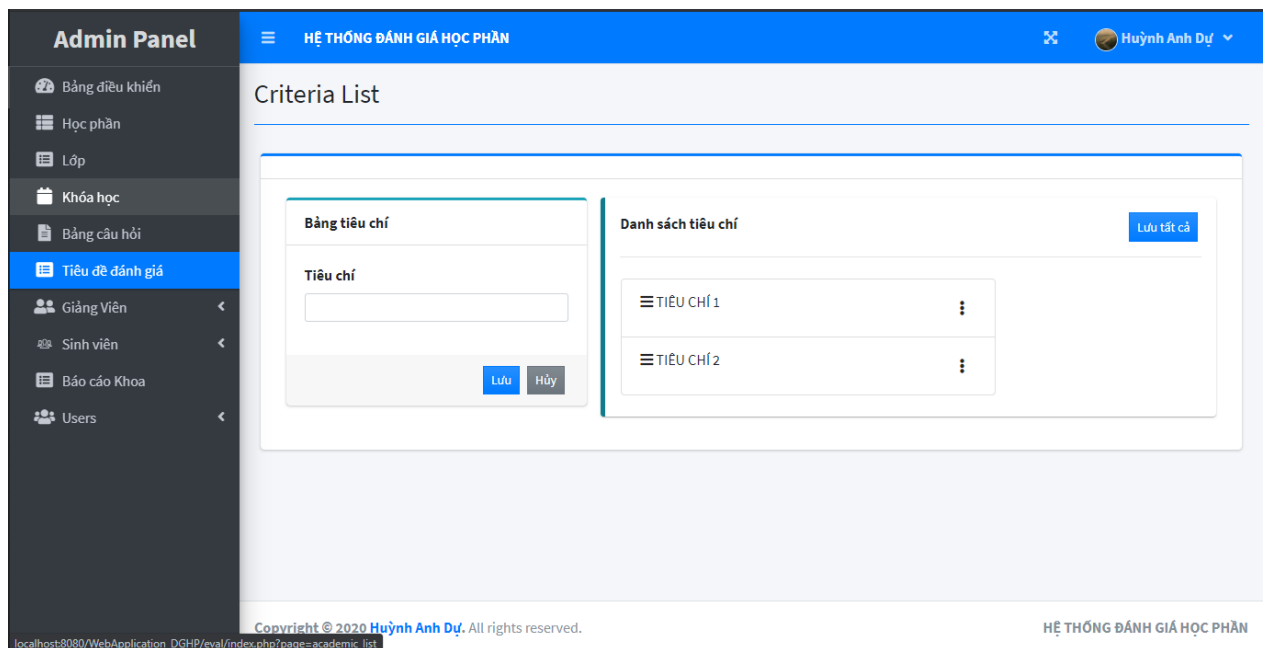 Admin Panel
HỆ THỐNG ĐÁNH GIÁ HỌC PHẦN
Huỳnh Anh Dự
Bảng điều khiển
Học phần
Lớp
Khóa học
Bảng câu hỏi
Tiêu đề đánh giá
Giảng Viên
Sinh viên
Báo cáo Khoa
Users
Criteria List
Bảng tiêu chí
Tiêu chí
Lưu
Hủy
Danh sách tiêu chí
Lưu tất cả
TIÊU CHÍ 1
TIÊU CHÍ 2
Copyright © 2020 Huỳnh Anh Dự. All rights reserved.
HỆ THỐNG ĐÁNH GIÁ HỌC PHẦN
localhost:8080/WebApplication_DGHP/eval/index.php?page=academic_list